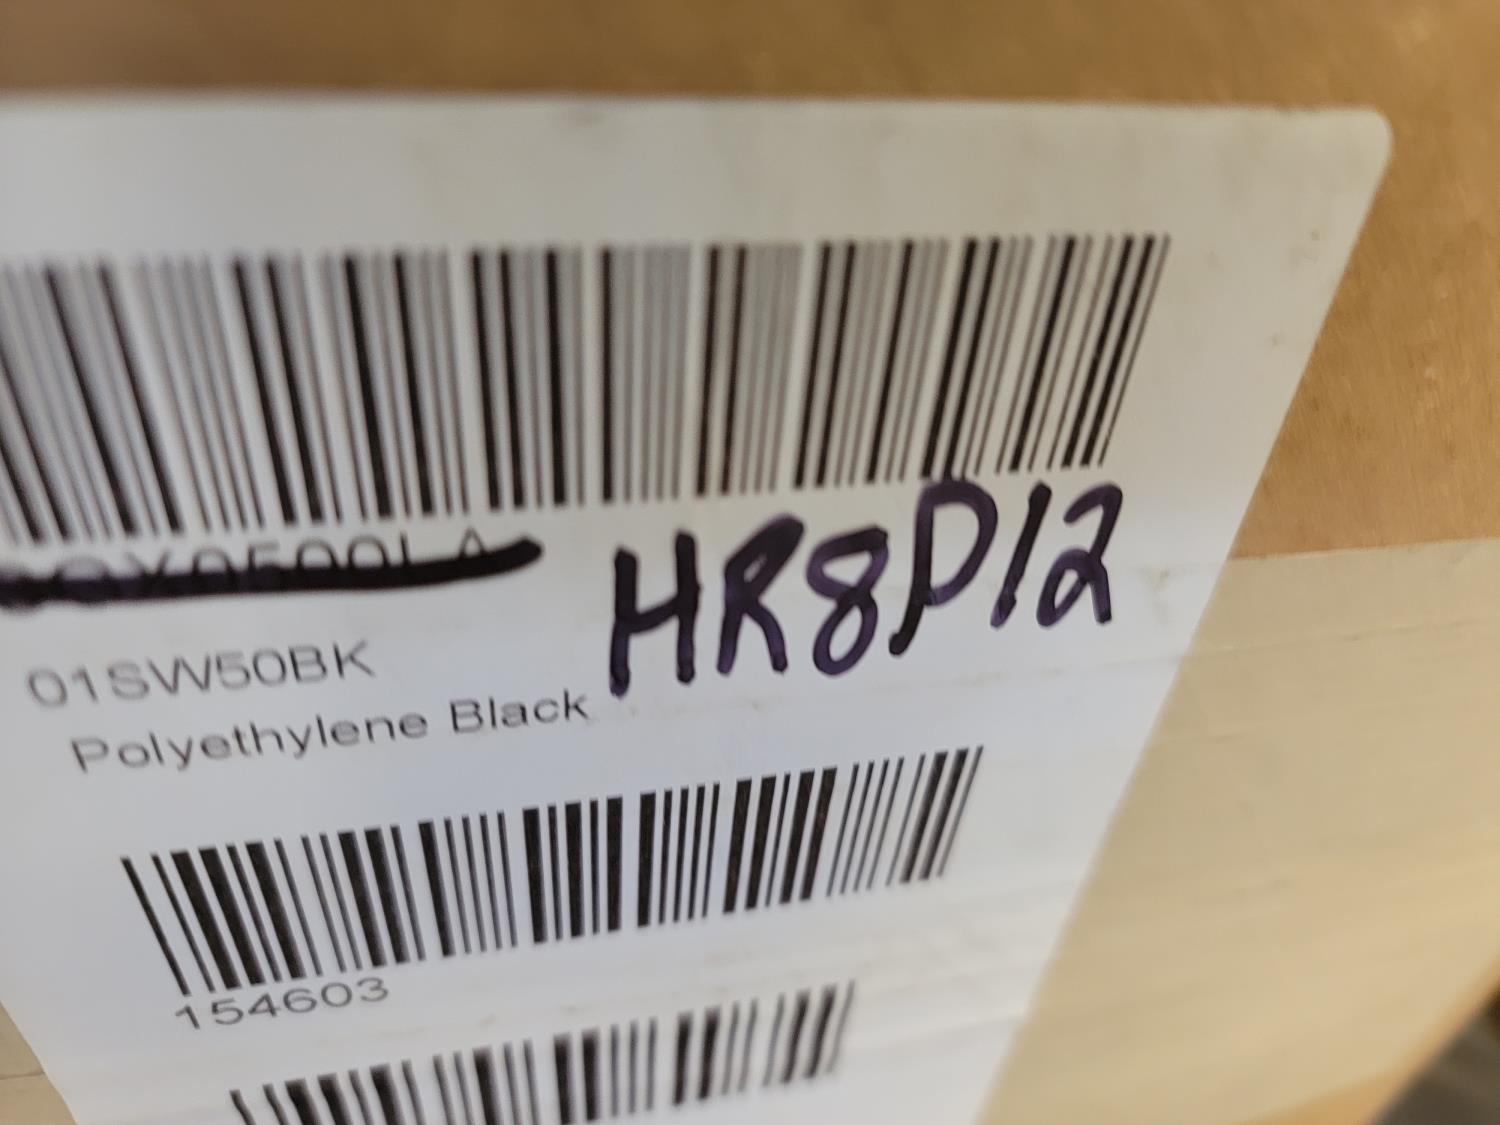 HR8P12
01SW50BK
Polyethylene Black
154603